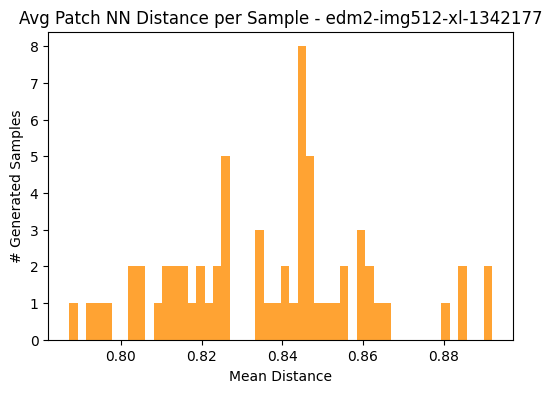 Avg Patch NN Distance per Sample - edm2-img512-xl-1342177
# Generated Samples
8
7
6
5
4
3
2
1
0
0.80 0.82 0.84 0.86 0.88
Mean Distance